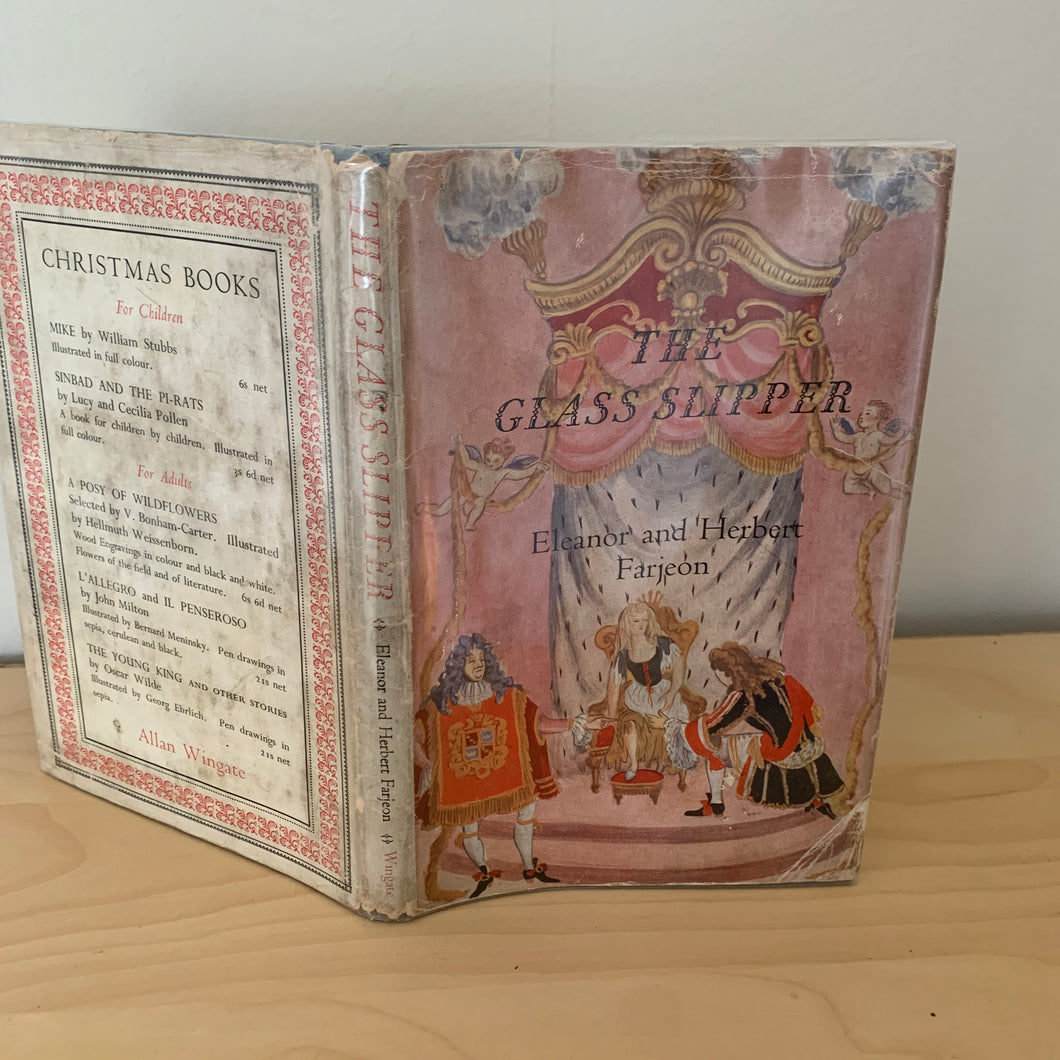 CHRISTMAS BOOKS
For Children
MIKE by William Stubbs
Illustrated in full colour.
6s net
SINBAD AND THE PI-RATS
by Lucy and Cecilia Pollen
A book for children by children. Illustrated in
full colour.
3s 6d net
For Adults
A POSY OF WILDFLOWERS
Selected by V. Bonham-Carter. Illustrated
by Hellmuth Weissenborn.
Wood Engravings in colour and black and white.
Flowers of the field and of literature. 6s 6d net
L'ALLEGRO and IL PENSEROSO
by John Milton
Illustrated by Bernard Meninsky. Pen drawings in
sepia, cerulean and black.
21s net
THE YOUNG KING AND OTHER STORIES
by Oscar Wilde
Illustrated by Georg Ehrlich. Pen drawings in
sepia.
21s net
Allan Wingate
THE GLASS SLIPPER Eleanor and Herbert Farjeon Wingate
THE
GLASS SLIPPER
Eleanor and Herbert
Farjeon